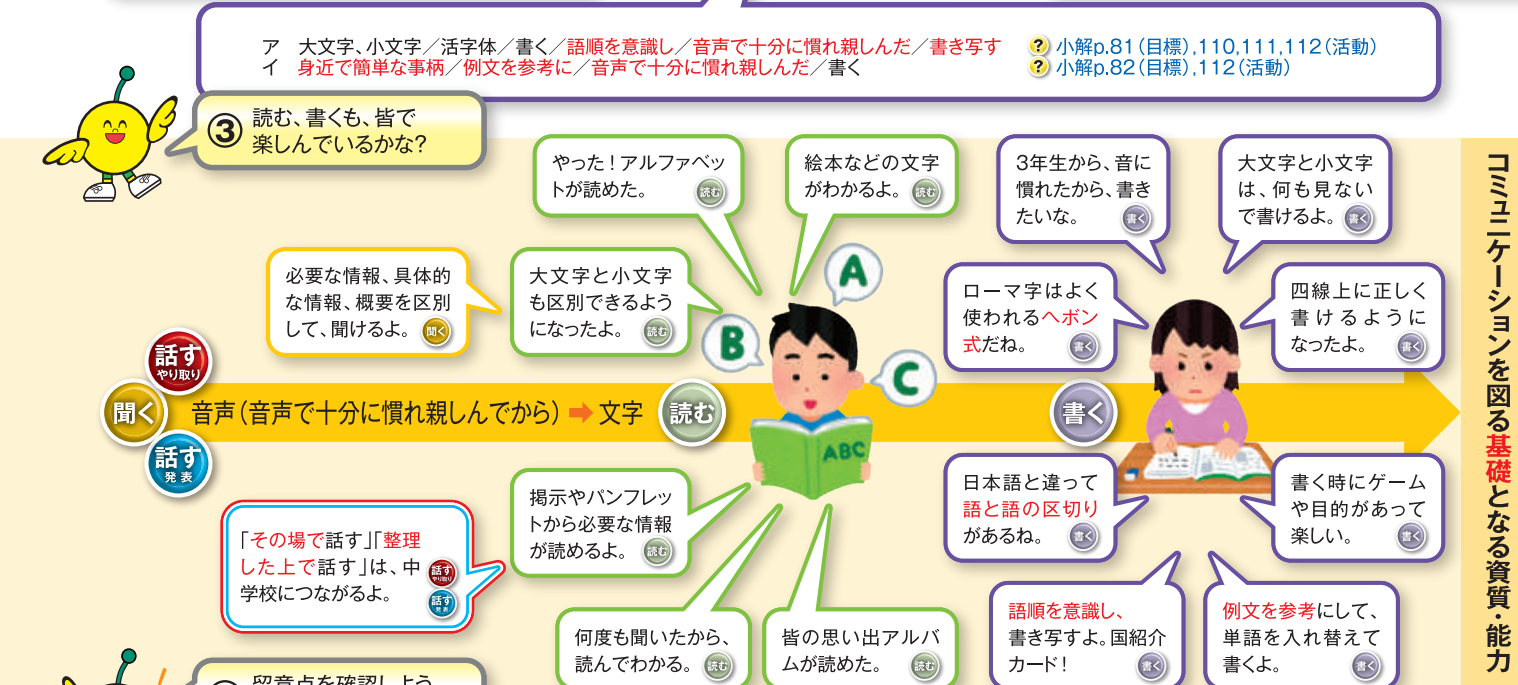 ア 大文字、小文字／活字体／書く／語順を意識し／音声で十分に慣れ親しんだ／書き写す ? 小解p.81（目標）,110,111,112（活動）
イ 身近で簡単な事柄／例文を参考に／音声で十分に慣れ親しんだ／書く ? 小解p.82（目標）,112（活動）
③ 読む、書くも、皆で
楽しんでいるかな?
やった！アルファベッ
トが読めた。 読む
絵本などの文字
がわかるよ。 読む
3年生から、音に
慣れたから、書き
たいな。 書く
大文字と小文字
は、何も見ない
で書けるよ。 書く
必要な情報、具体的
な情報、概要を区別
して、聞けるよ。 聞く
大文字と小文字
も区別できるよう
になったよ。 読む
A
B
C
ABC
ローマ字はよく
使われるヘボン
式だね。 書く
四線上に正しく
書けるように
なったよ。 書く
話す
やり取り
聞く
話す
発表
音声（音声で十分に慣れ親しんでから）➡文字
読む
書く
掲示やパンフレッ
トから必要な情報
が読めるよ。 読む
日本語と違って
語と語の区切り
があるね。 書く
書く時にゲーム
や目的があって
楽しい。 書く
「その場で話す」「整理
した上で話す」は、中
学校につながるよ。
話す
やり取り
話す
発表
何度も聞いたから、
読んでわかる。 読む
皆の思い出アルバ
ムが読めた。 読む
語順を意識し、
書き写すよ。国紹介
カード！ 書く
例文を参考にして、
単語を入れ替えて
書くよ。 書く
コミュニケーションを図る基礎となる資質・能力
留意点を確認しよう